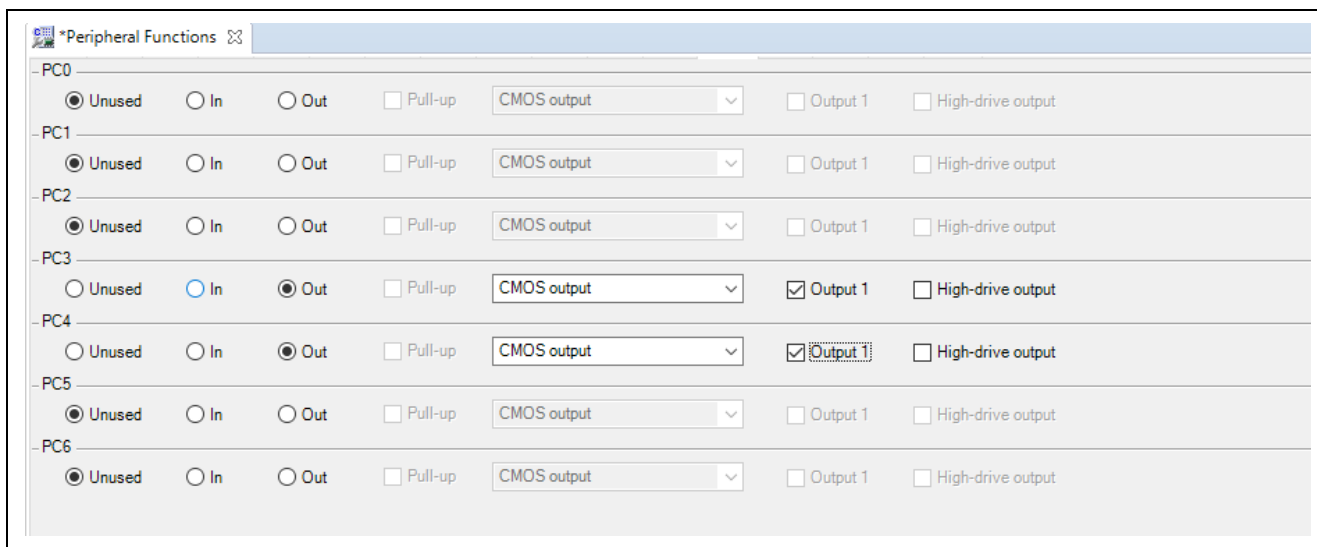 *Peripheral Functions
PC0
Unused In Out Pull-up CMOS output Output 1 High-drive output
PC1
Unused In Out Pull-up CMOS output Output 1 High-drive output
PC2
Unused In Out Pull-up CMOS output Output 1 High-drive output
PC3
Unused In Out Pull-up CMOS output Output 1 High-drive output
PC4
Unused In Out Pull-up CMOS output Output 1 High-drive output
PC5
Unused In Out Pull-up CMOS output Output 1 High-drive output
PC6
Unused In Out Pull-up CMOS output Output 1 High-drive output